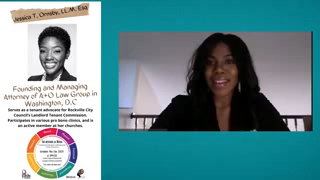 Jessica T. Ornsby, LL.M, Esq
Founding and Managing
Attorney of A+O Law Group in
Washington, D.C
Serves as a tenant advocate for Rockville City
Council's Landlord Tenant Commission.
Participates in various pro bono clinics, and is
an active member at her churches.